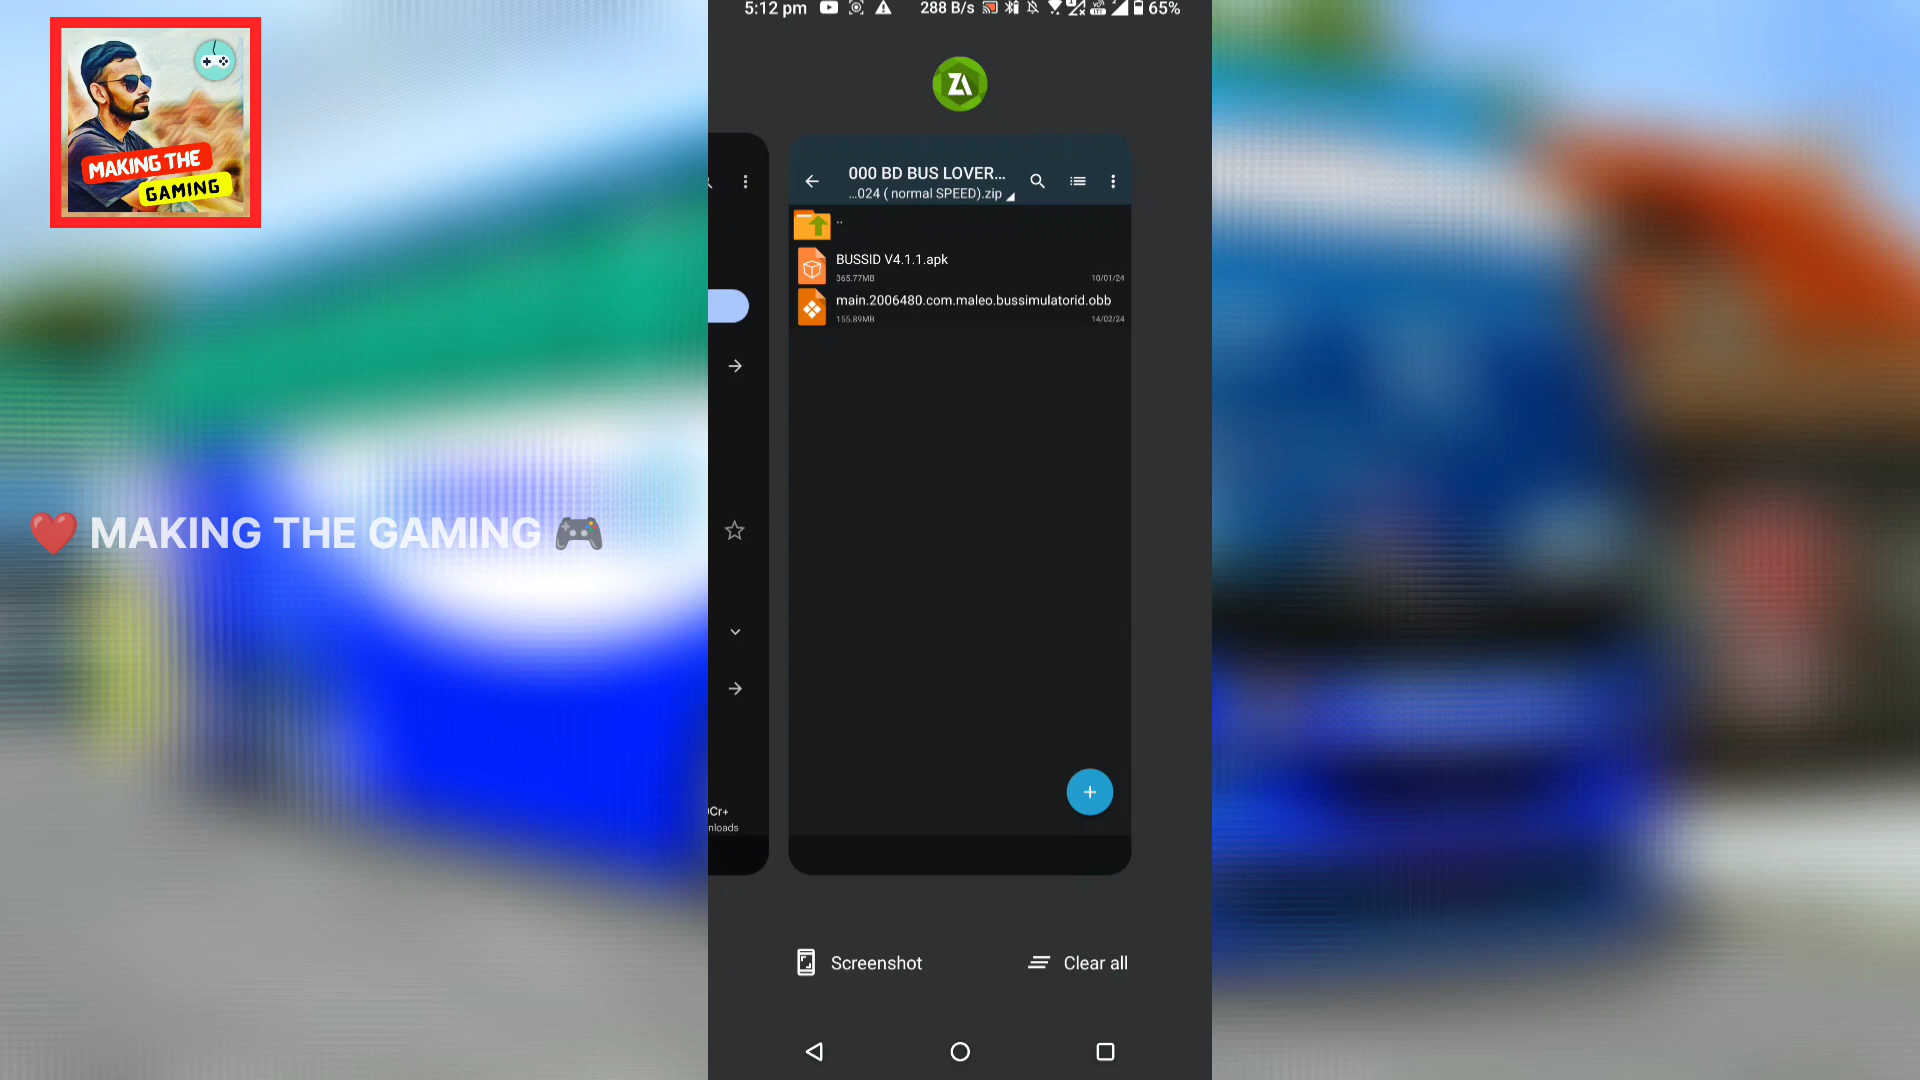 5:12 pm 288 B/s 65%
MAKING THE
GAMING
❤️ MAKING THE GAMING 🎮
000 BD BUS LOVER...
...024 ( normal SPEED).zip
..
BUSSID V4.1.1.apk
365.77MB 10/01/24
main.2006480.com.maleo.bussimulatorid.obb
155.89MB 14/02/24
Cr+
nloads
Screenshot
Clear all